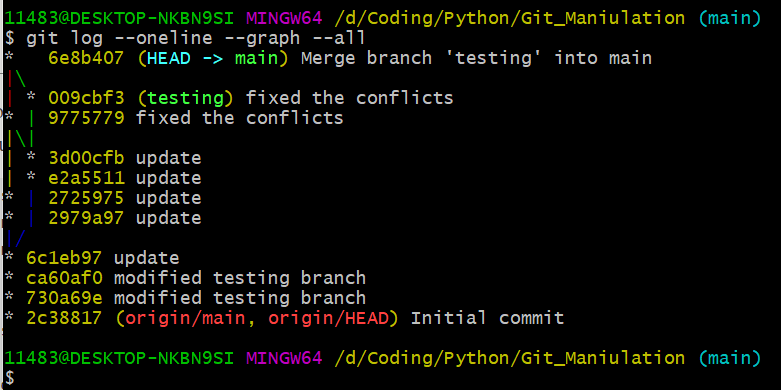 11483@DESKTOP-NKBN9SI MINGW64 /d/Coding/Python/Git_Maniulation (main)
$ git log --oneline --graph --all
*   6e8b407 (HEAD -> main) Merge branch 'testing' into main
|\
| * 009cbf3 (testing) fixed the conflicts
* | 9775779 fixed the conflicts
|\|
| * 3d00cfb update
| * e2a5511 update
* | 2725975 update
* | 2979a97 update
|/
* 6c1eb97 update
* ca60af0 modified testing branch
* 730a69e modified testing branch
* 2c38817 (origin/main, origin/HEAD) Initial commit
11483@DESKTOP-NKBN9SI MINGW64 /d/Coding/Python/Git_Maniulation (main)
$